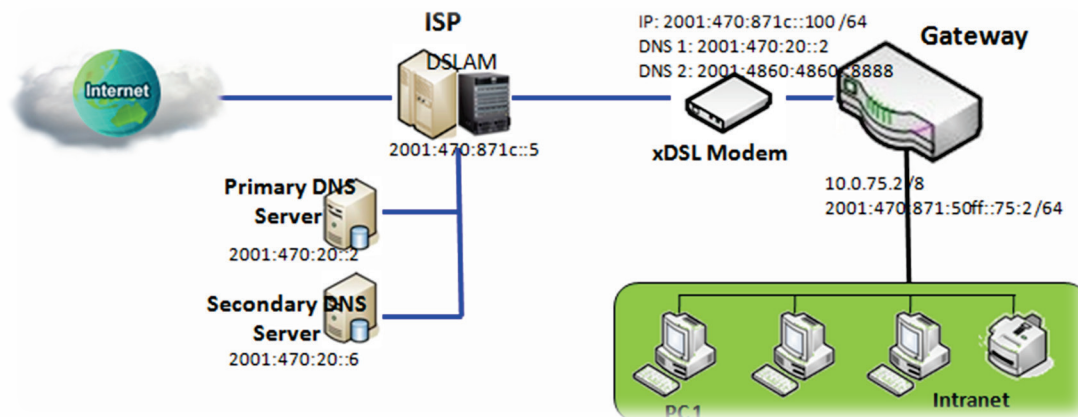 ISP
DSLAM
Internet
2001:470:871c::5
IP: 2001:470:871c::100 /64
DNS 1: 2001:470:20::2
DNS 2: 2001:4860:4860::8888
Gateway
xDSL Modem
10.0.75.2 /8
2001:470:871:50ff::75:2 /64
Primary DNS
Server
2001:470:20::2
Secondary DNS
Server
2001:470:20::6
PC1
Intranet